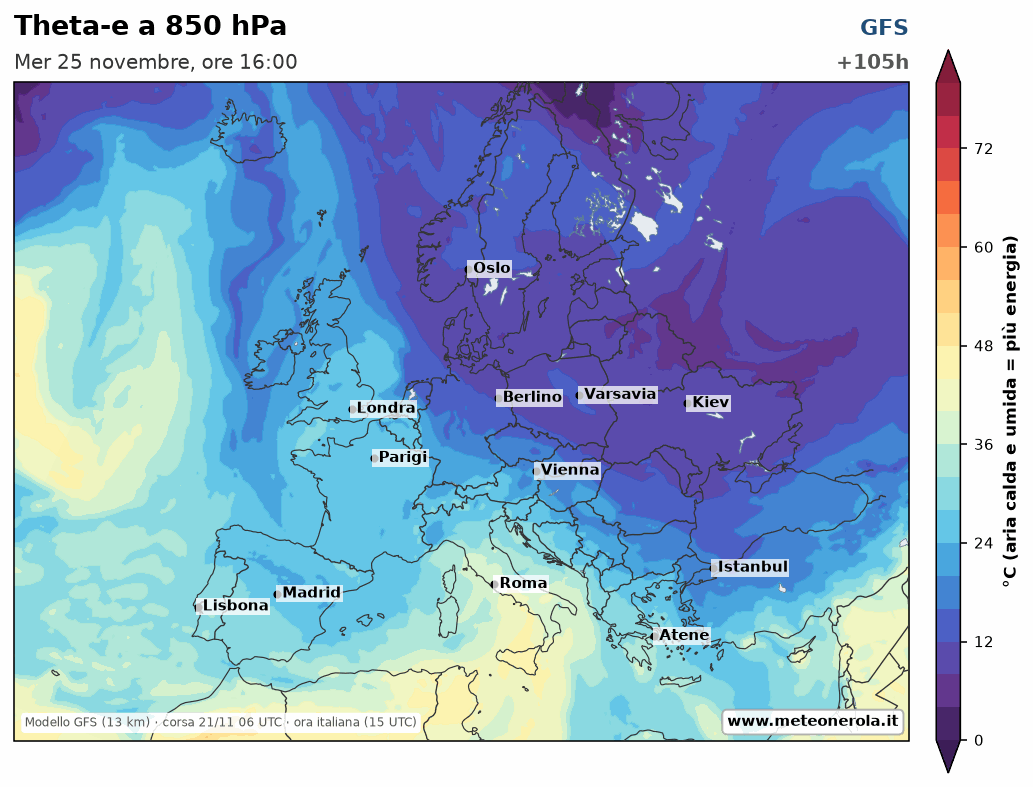 Theta-e a 850 hPa
GFS
Mer 25 novembre, ore 16:00
+105h
Oslo
Berlino
Varsavia
Kiev
Londra
Parigi
Vienna
Istanbul
Roma
Madrid
Lisbona
Atene
72
60
48
36
24
12
0
°C (aria calda e umida = più energia)
Modello GFS (13 km) · corsa 21/11 06 UTC · ora italiana (15 UTC)
www.meteonerola.it